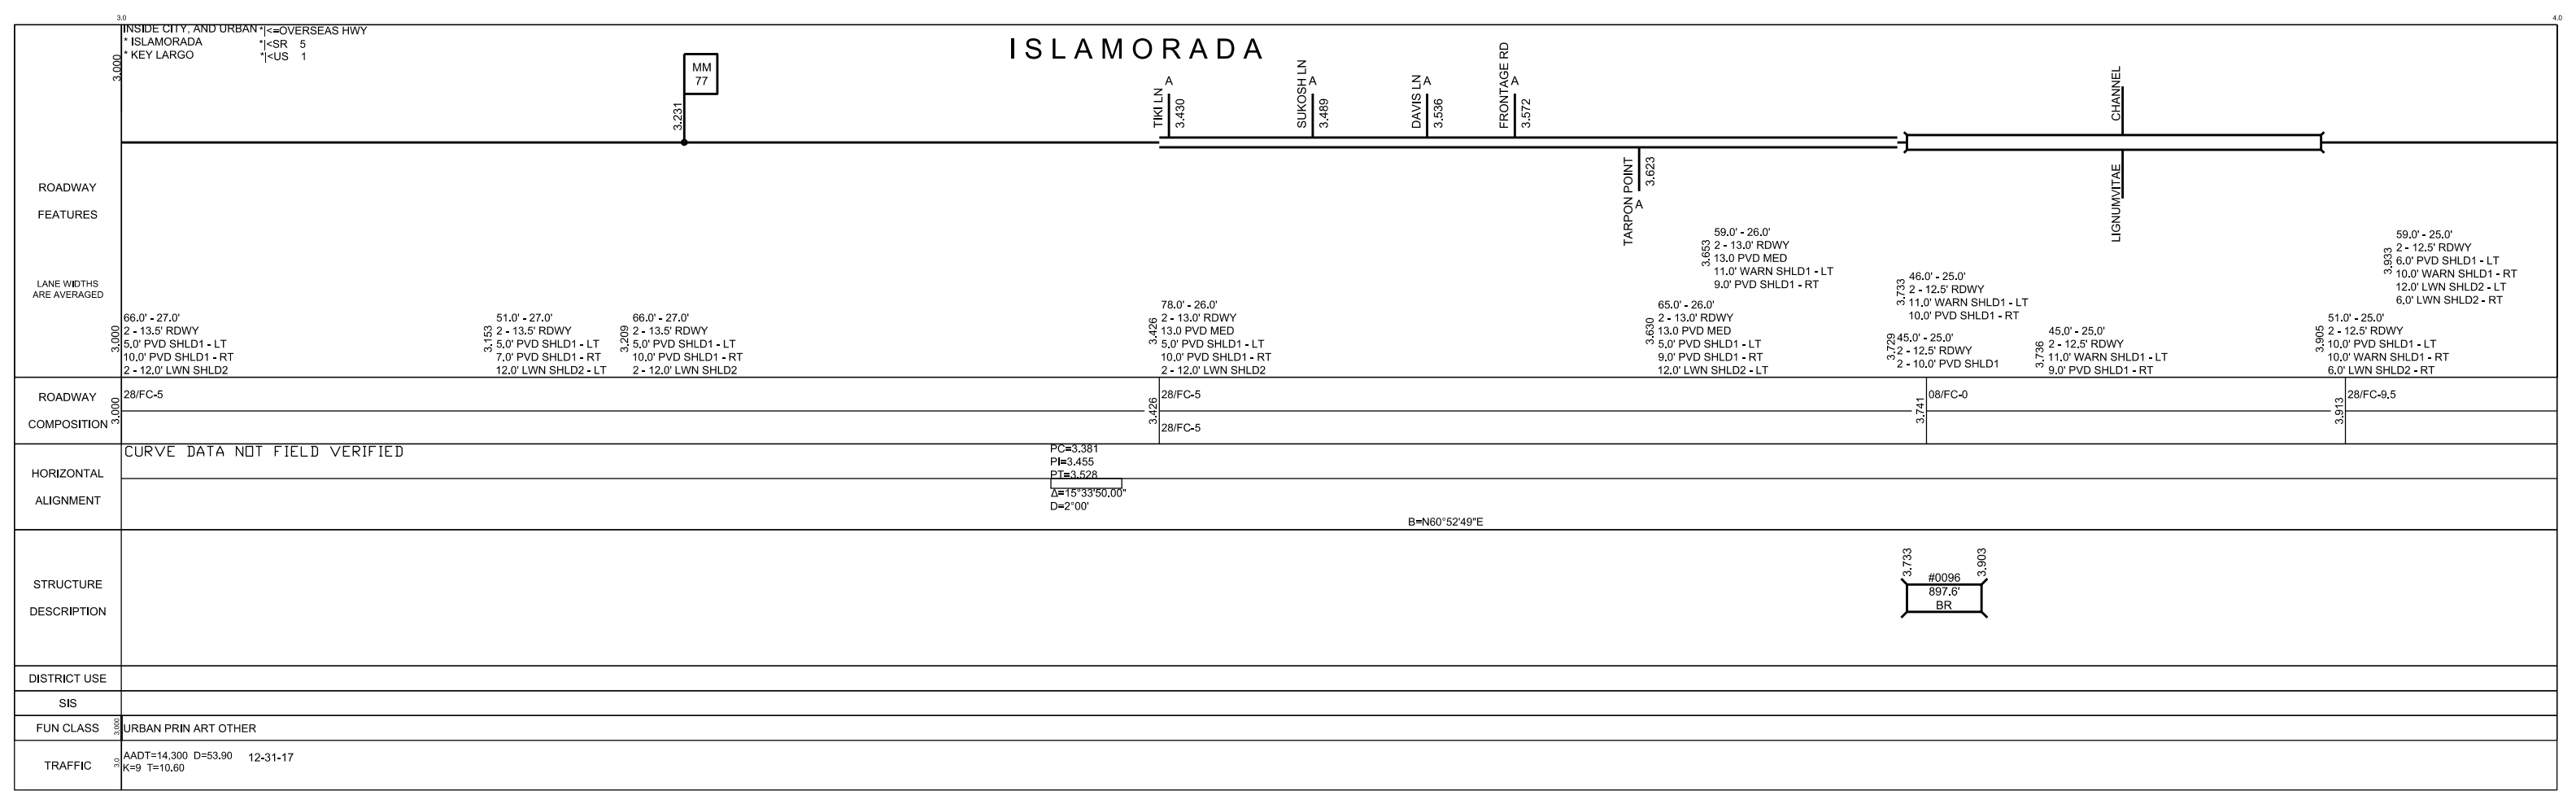 3.0
4.0
INSIDE CITY, AND URBAN *|<=OVERSEAS HWY
* ISLAMORADA *|<SR 5
* KEY LARGO *|<US 1
3.000
ISLAMORADA
MM
77
3.231
TIKI LN
A
3.430
SUKOSH LN
A
3.489
DAVIS LN
A
3.536
FRONTAGE RD
A
3.572
CHANNEL
TARPON POINT
A
3.623
LIGNUMVITAE
ROADWAY
FEATURES
LANE WIDTHS
ARE AVERAGED
3.000
66.0' - 27.0'
2 - 13.5' RDWY
5.0' PVD SHLD1 - LT
10.0' PVD SHLD1 - RT
2 - 12.0' LWN SHLD2
3.153
51.0' - 27.0'
2 - 13.5' RDWY
5.0' PVD SHLD1 - LT
7.0' PVD SHLD1 - RT
12.0' LWN SHLD2 - LT
3.209
66.0' - 27.0'
2 - 13.5' RDWY
5.0' PVD SHLD1 - LT
10.0' PVD SHLD1 - RT
2 - 12.0' LWN SHLD2
3.426
78.0' - 26.0'
2 - 13.0' RDWY
13.0 PVD MED
5.0' PVD SHLD1 - LT
10.0' PVD SHLD1 - RT
2 - 12.0' LWN SHLD2
3.630
65.0' - 26.0'
2 - 13.0' RDWY
13.0 PVD MED
5.0' PVD SHLD1 - LT
9.0' PVD SHLD1 - RT
12.0' LWN SHLD2 - LT
3.653
59.0' - 26.0'
2 - 13.0' RDWY
13.0 PVD MED
11.0' WARN SHLD1 - LT
9.0' PVD SHLD1 - RT
3.729
45.0' - 25.0'
2 - 12.5' RDWY
2 - 10.0' PVD SHLD1
3.733
46.0' - 25.0'
2 - 12.5' RDWY
11.0' WARN SHLD1 - LT
10.0' PVD SHLD1 - RT
3.736
45.0' - 25.0'
2 - 12.5' RDWY
11.0' WARN SHLD1 - LT
9.0' PVD SHLD1 - RT
3.905
51.0' - 25.0'
2 - 12.5' RDWY
10.0' PVD SHLD1 - LT
10.0' WARN SHLD1 - RT
6.0' LWN SHLD2 - RT
3.933
59.0' - 25.0'
2 - 12.5' RDWY
6.0' PVD SHLD1 - LT
10.0' WARN SHLD1 - RT
12.0' LWN SHLD2 - LT
6.0' LWN SHLD2 - RT
ROADWAY
COMPOSITION
3.000
28/FC-5
3.426
28/FC-5
28/FC-5
3.741
08/FC-0
3.913
28/FC-9.5
HORIZONTAL
ALIGNMENT
CURVE DATA NOT FIELD VERIFIED
PC=3.381
PI=3.455
PT=3.528
Δ=15°33'50.00"
D=2°00'
B=N60°52'49"E
STRUCTURE
DESCRIPTION
3.733
3.903
#0096
897.6'
BR
DISTRICT USE
SIS
FUN CLASS
3.000
URBAN PRIN ART OTHER
TRAFFIC
3.0
AADT=14,300 D=53.90 12-31-17
K=9 T=10.60